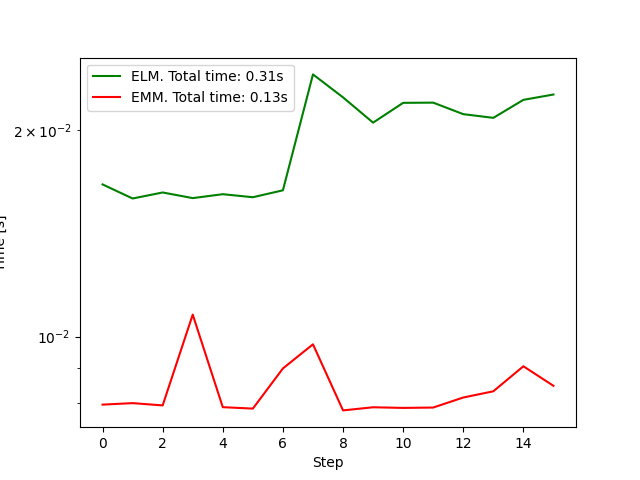 ELM. Total time: 0.31s
EMM. Total time: 0.13s
2 × 10⁻²
10⁻²
Time [s]
0 2 4 6 8 10 12 14
Step